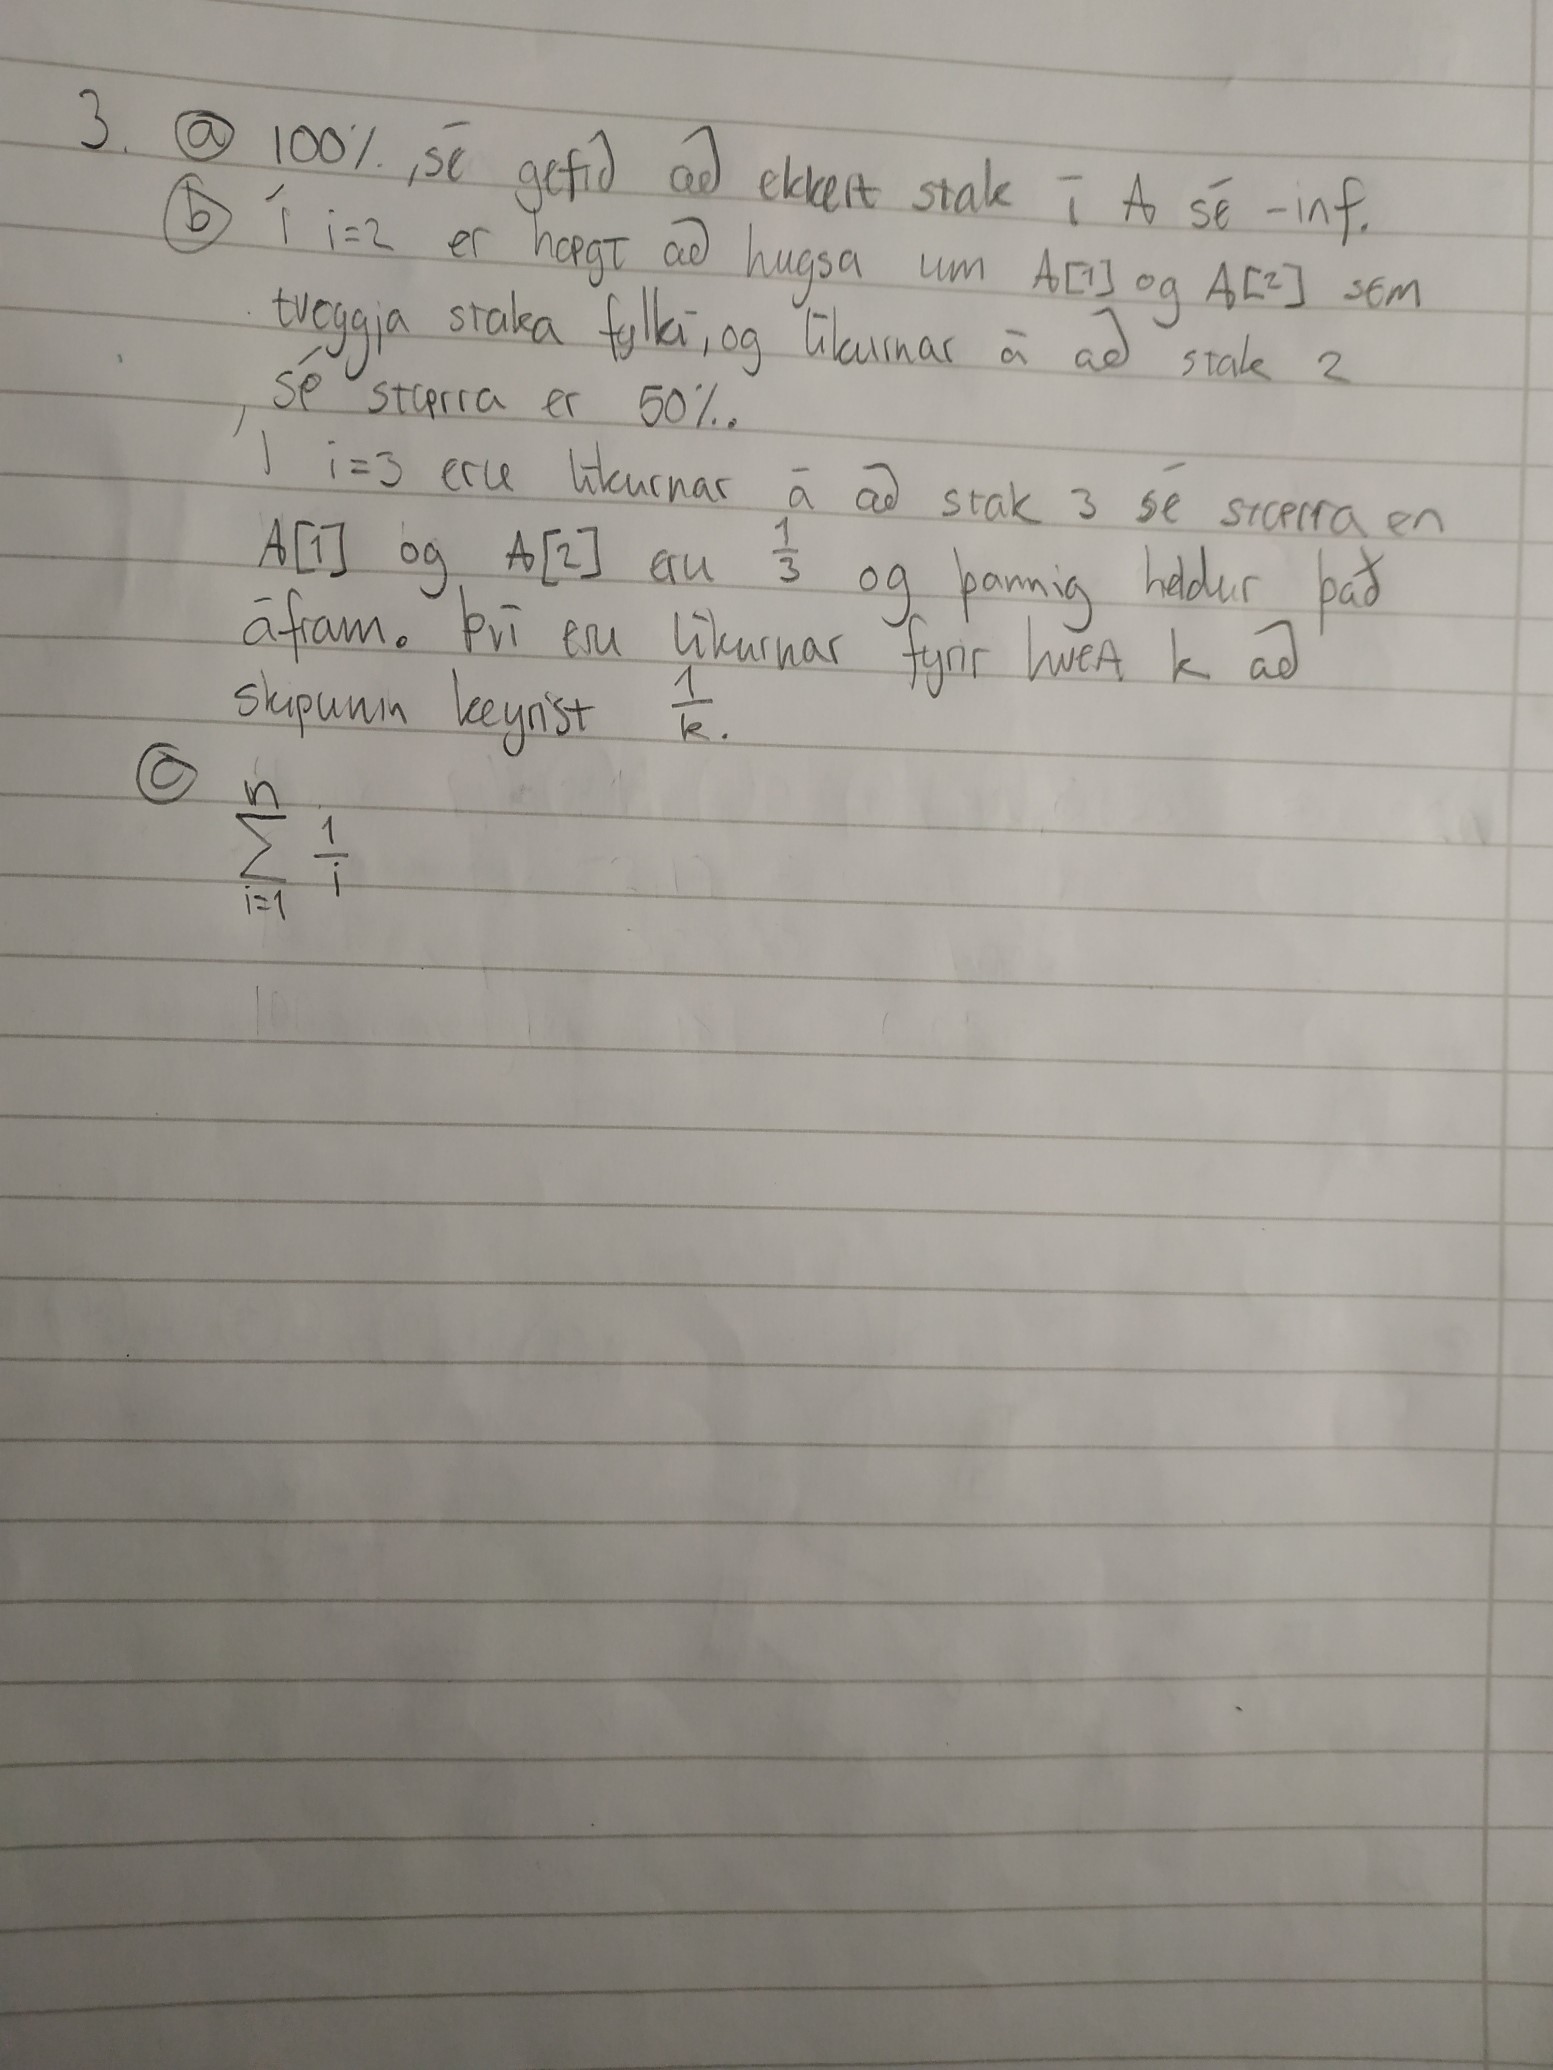 3. ⓐ 100%, sé gefið að ekkert stak í A sé -inf.
ⓑ Í i=2 er hægt að hugsa um A[1] og A[2] sem
tveggja staka fylki, og líkurnar á að stak 2
sé stærra er 50%.
Í i=3 eru líkurnar á að stak 3 sé stærra en
A[1] og A[2] eru 1/3 og þannig heldur það
áfram. Því eru líkurnar fyrir hvert k að
skipunin keyrist 1/k.
ⓒ \sum_{i=1}^{n} \frac{1}{i}